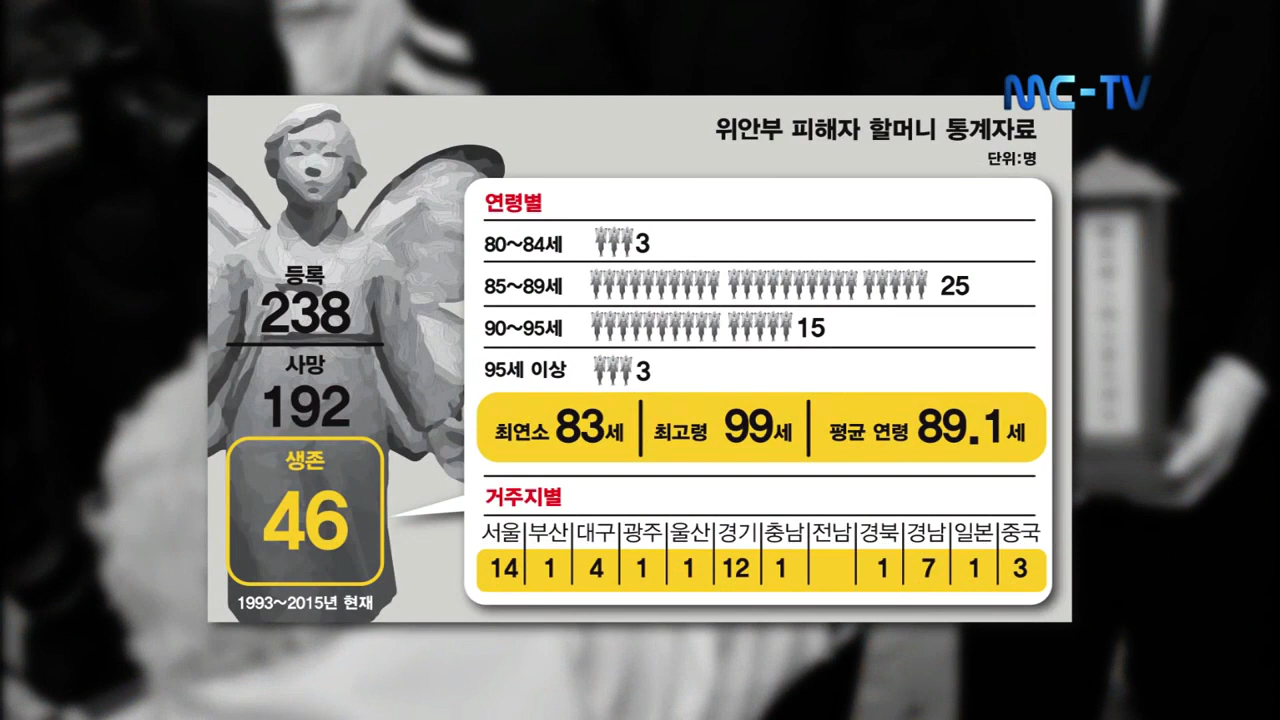 MC-TV
위안부 피해자 할머니 통계자료
단위:명
등록
238
사망
192
생존
46
1993~2015년 현재
연령별
80~84세 3
85~89세 25
90~95세 15
95세 이상 3
최연소 83세 최고령 99세 평균 연령 89.1세
거주지별
서울 부산 대구 광주 울산 경기 충남 전남 경북 경남 일본 중국
14 1 4 1 1 12 1 1 7 1 3